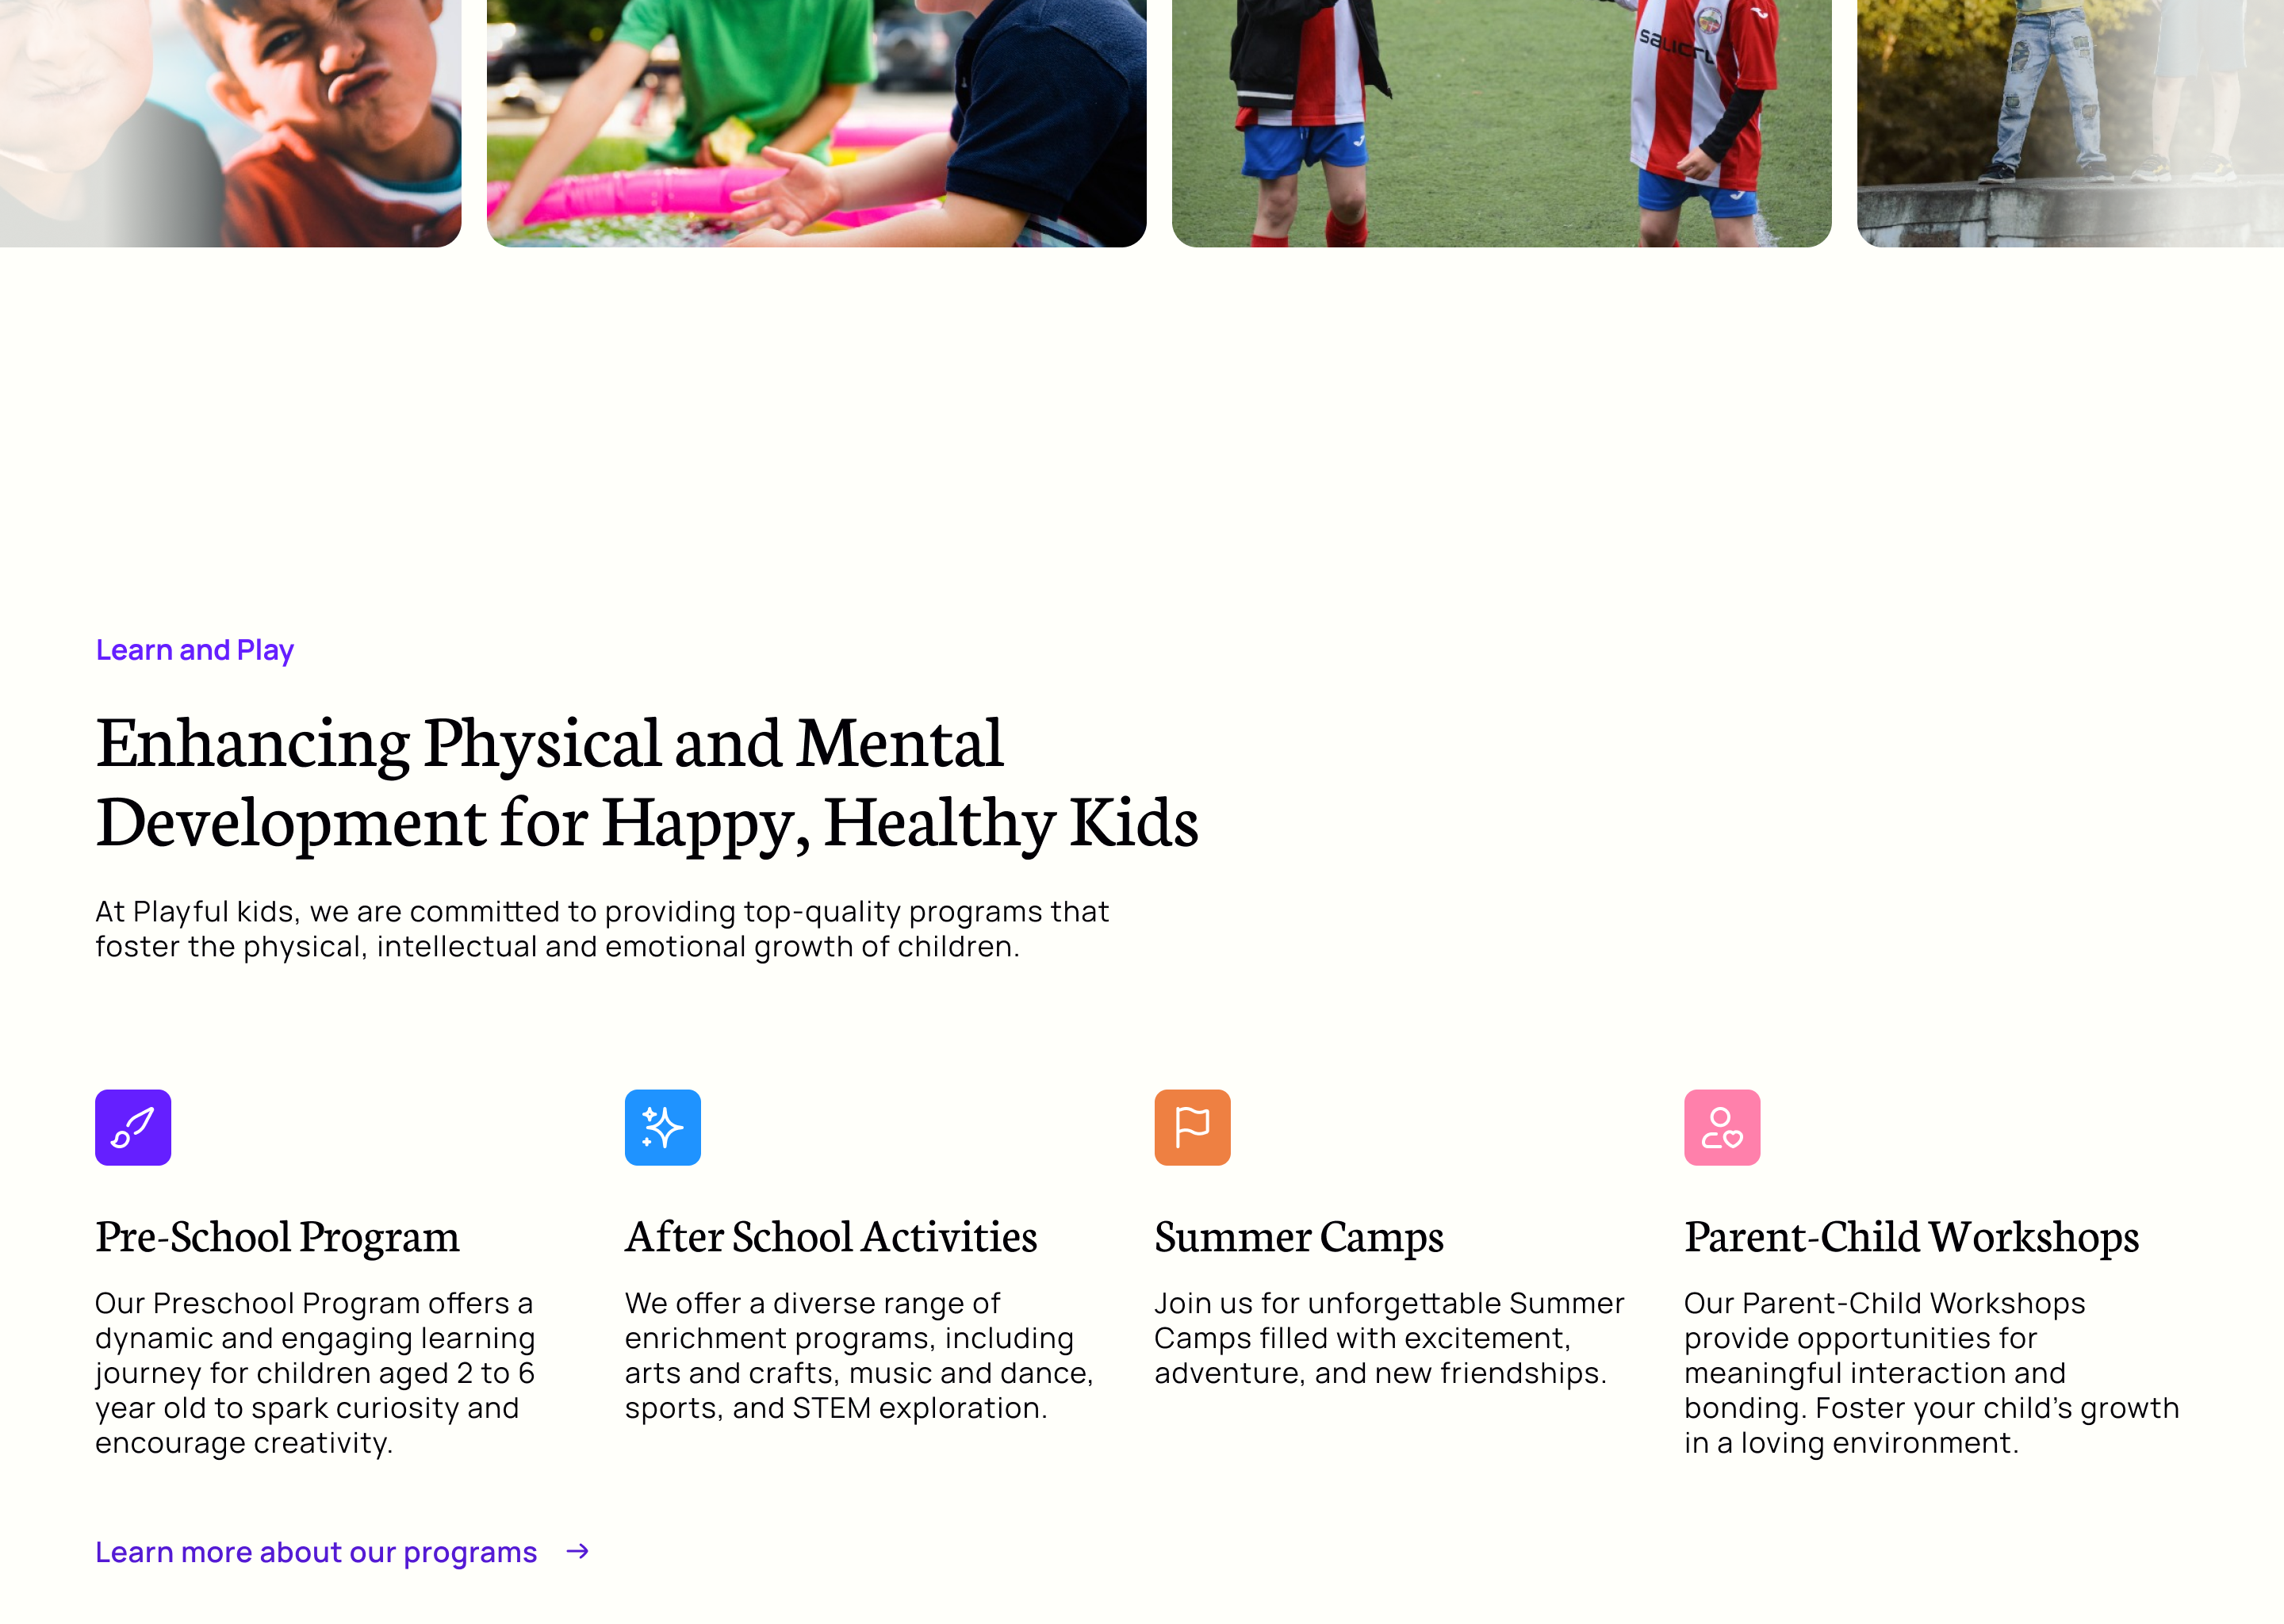 SALICRU
Learn and Play
Enhancing Physical and Mental
Development for Happy, Healthy Kids
At Playful kids, we are committed to providing top-quality programs that
foster the physical, intellectual and emotional growth of children.
Pre-School Program
Our Preschool Program offers a
dynamic and engaging learning
journey for children aged 2 to 6
year old to spark curiosity and
encourage creativity.
After School Activities
We offer a diverse range of
enrichment programs, including
arts and crafts, music and dance,
sports, and STEM exploration.
Summer Camps
Join us for unforgettable Summer
Camps filled with excitement,
adventure, and new friendships.
Parent-Child Workshops
Our Parent-Child Workshops
provide opportunities for
meaningful interaction and
bonding. Foster your child’s growth
in a loving environment.
Learn more about our programs